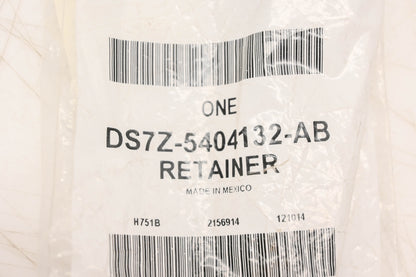 ONE
DS7Z-5404132-AB
RETAINER
MADE IN MEXICO
H751B 2156914 121014